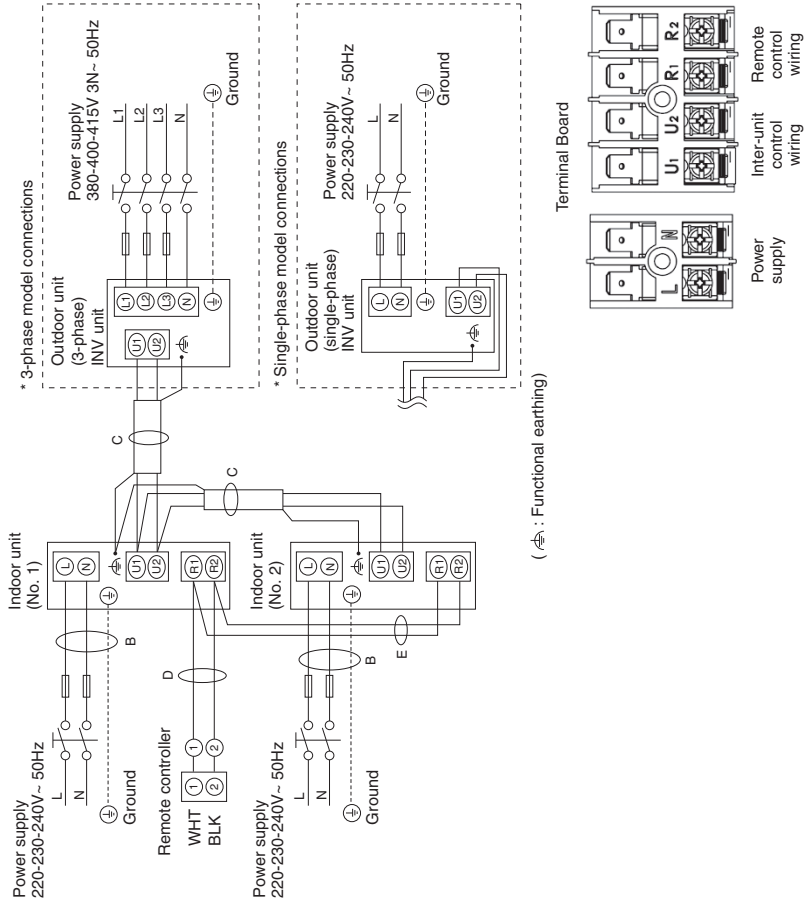 Power supply
220-230-240V~ 50Hz
L
N
Ground
B
Indoor unit
(No. 1)
L
N
U1
U2
R1
R2
Remote controller
WHT
BLK
1
2
1
2
D
C
* 3-phase model connections
Outdoor unit
(3-phase)
INV unit
U1
U2
L1
L2
L3
N
Power supply
380-400-415V 3N~ 50Hz
L1
L2
L3
N
Ground
Power supply
220-230-240V~ 50Hz
L
N
Ground
B
Indoor unit
(No. 2)
L
N
U1
U2
R1
R2
E
C
* Single-phase model connections
Outdoor unit
(single-phase)
INV unit
L
N
U1
U2
Power supply
220-230-240V~ 50Hz
L
N
Ground
( : Functional earthing)
Terminal Board
L
N
U1
U2
R1
R2
Power
supply
Inter-unit
control
wiring
Remote
control
wiring